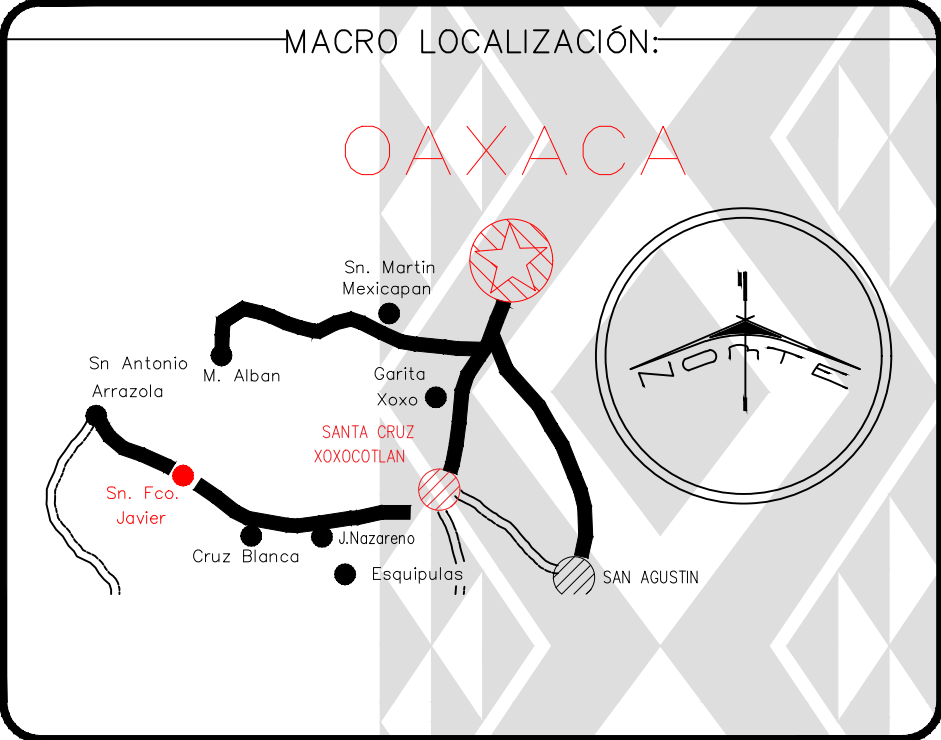 MACRO LOCALIZACIÓN:
OAXACA
Sn. Martin
Mexicapan
M. Alban
Garita
Xoxo
Sn Antonio
Arrazola
SANTA CRUZ
XOXOCOTLAN
Sn. Fco.
Javier
Cruz Blanca
J.Nazareno
Esquipulas
SAN AGUSTIN
NORTE